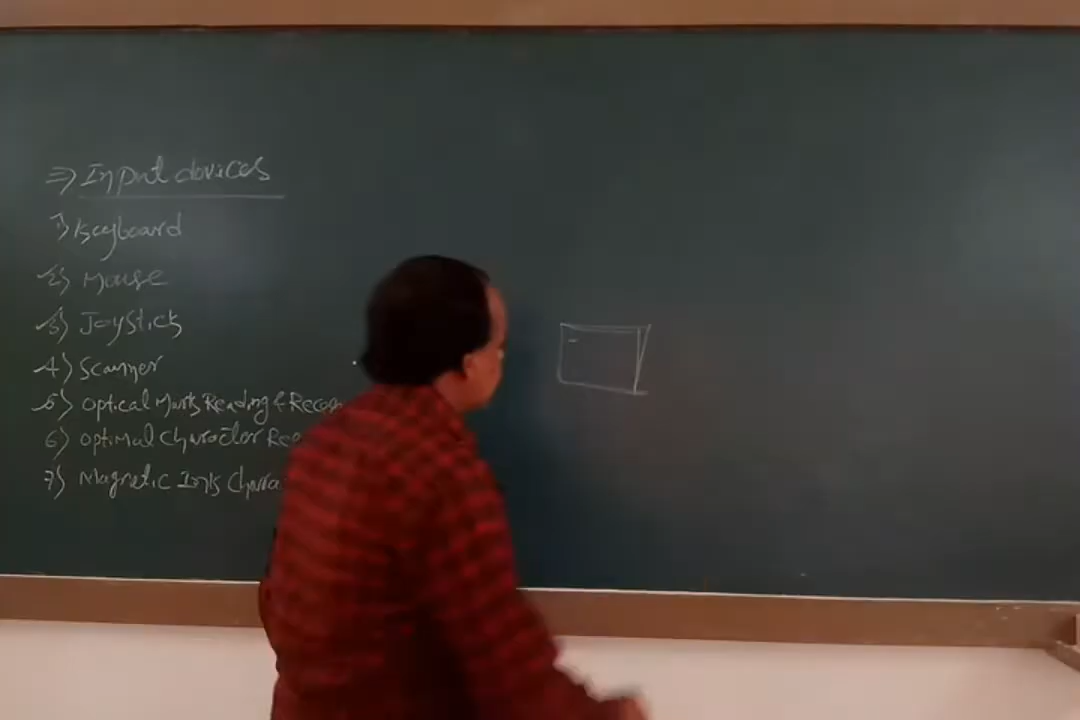 => Input devices
1) Keyboard
2) Mouse
3) Joystick
4) Scanner
5) Optical Mark Reading & Recog
6) Optimal Character Rec
7) Magnetic Ink Chara